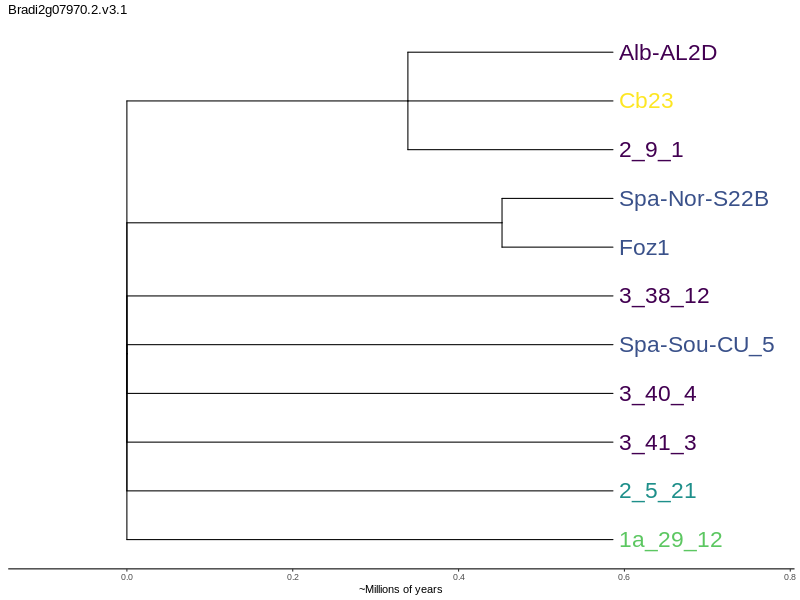 Bradi2g07970.2.v3.1
Alb-AL2D
Cb23
2_9_1
Spa-Nor-S22B
Foz1
3_38_12
Spa-Sou-CU_5
3_40_4
3_41_3
2_5_21
1a_29_12
0.0 0.2 0.4 0.6 0.8
~Millions of years